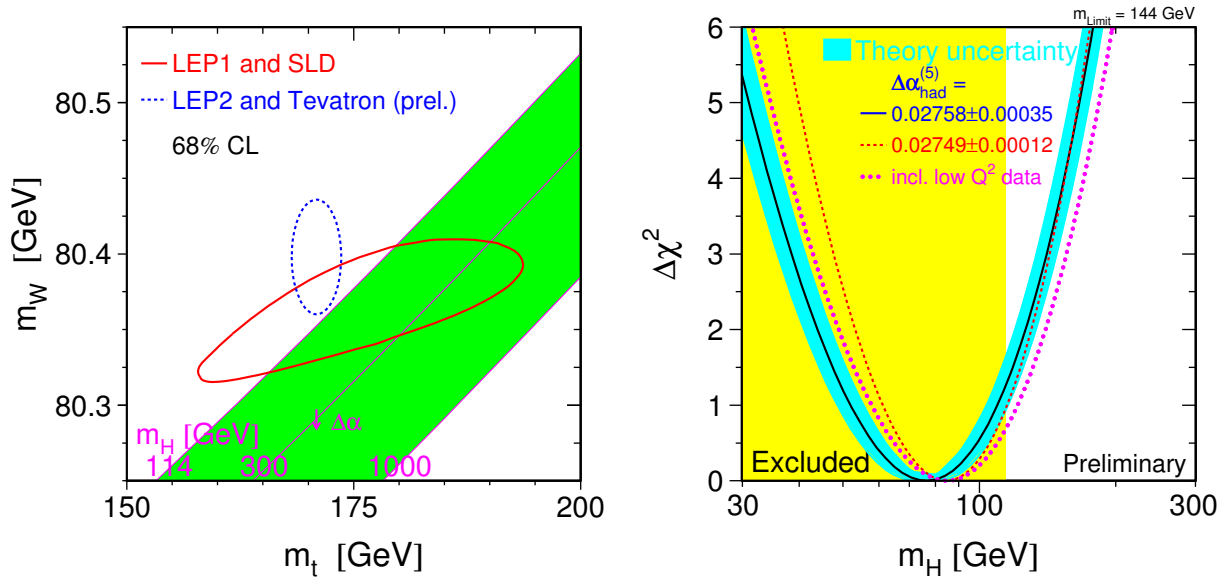 LEP1 and SLD
LEP2 and Tevatron (prel.)
68% CL
80.5
80.4
80.3
m_W [GeV]
Δα
m_H [GeV]
114 300 1000
150 175 200
m_t [GeV]
m_Limit = 144 GeV
6
5
4
3
2
1
0
Δχ²
Theory uncertainty
Δα_had^(5) =
0.02758±0.00035
0.02749±0.00012
incl. low Q² data
Excluded
Preliminary
30 100 300
m_H [GeV]